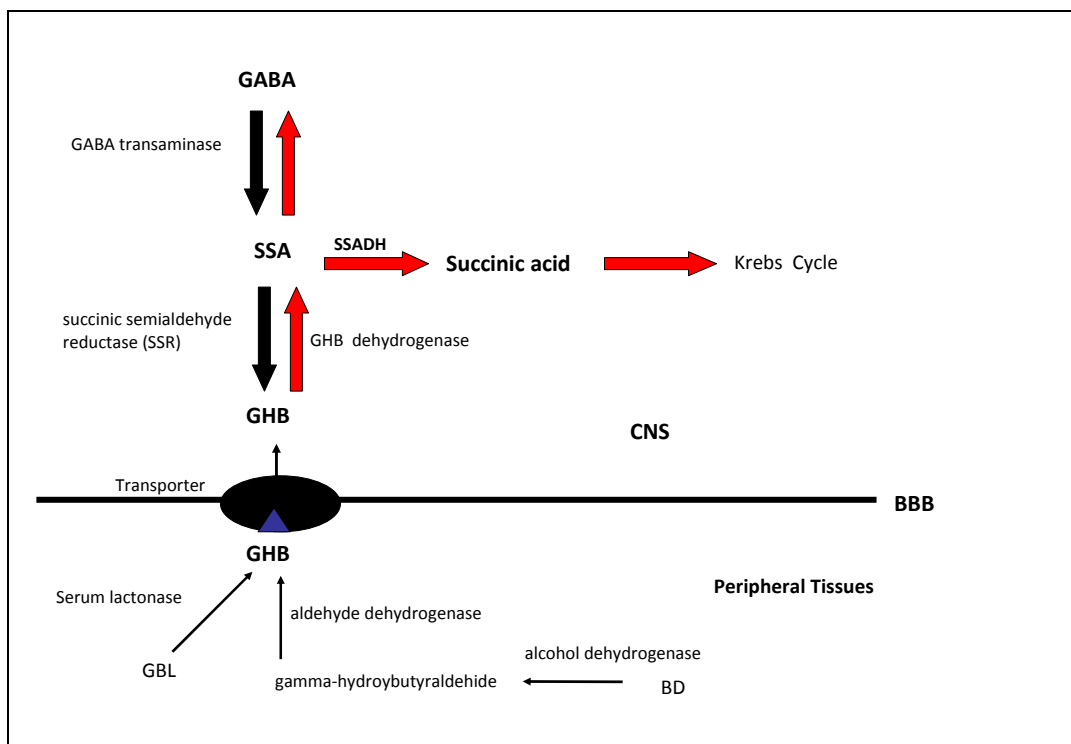 GABA
GABA transaminase
SSA
SSADH
Succinic acid
Krebs Cycle
succinic semialdehyde
reductase (SSR)
GHB dehydrogenase
GHB
CNS
Transporter
BBB
GHB
Peripheral Tissues
Serum lactonase
aldehyde dehydrogenase
alcohol dehydrogenase
GBL
gamma-hydroybutyraldehide
BD